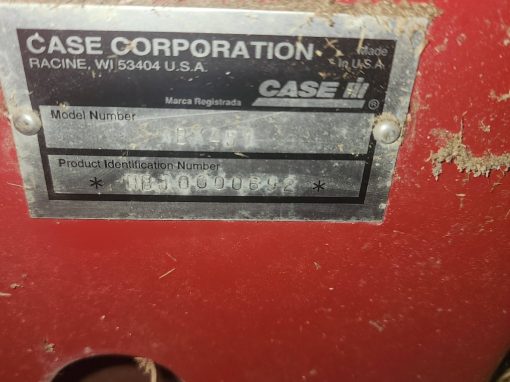 CASE CORPORATION
RACINE, WI 53404 U.S.A.
Made
In U.S.A.
Marca Registrada
CASE IH
®
Model Number
Product Identification Number
* *